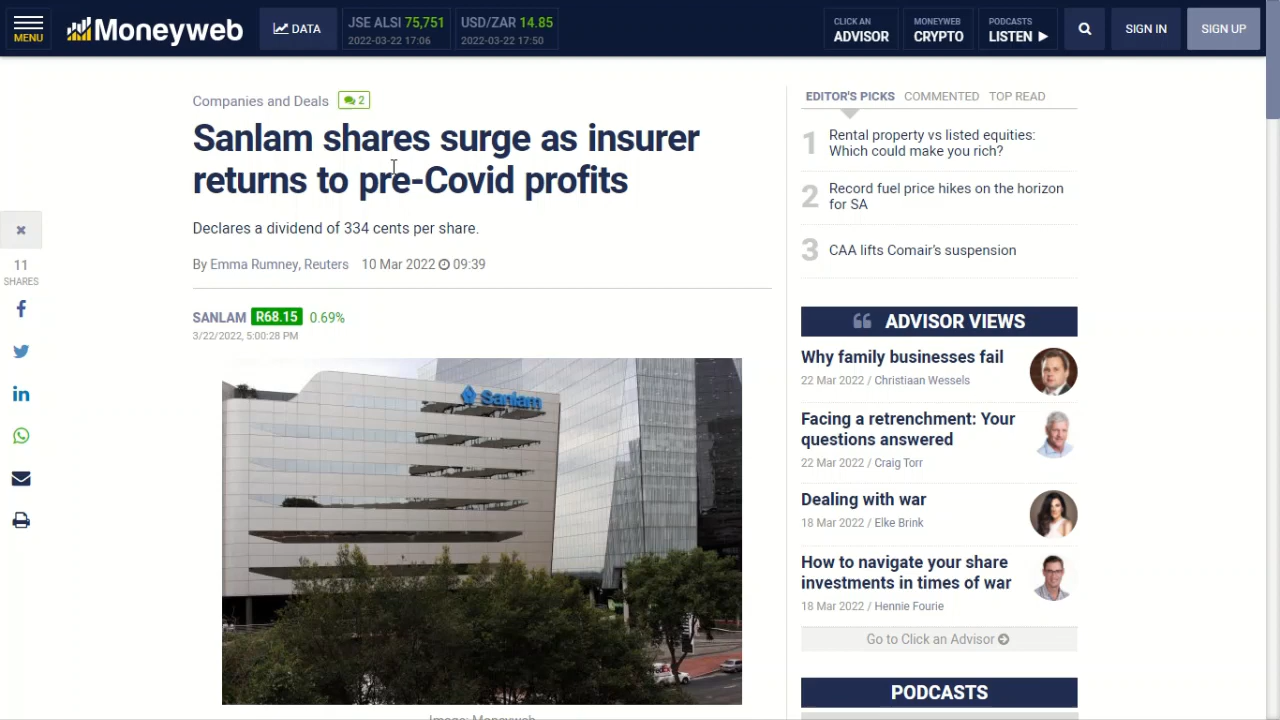 MENU
Moneyweb
DATA
JSE ALSI 75,751
2022-03-22 17:06
USD/ZAR 14.85
2022-03-22 17:50
CLICK AN
ADVISOR
MONEYWEB
CRYPTO
PODCASTS
LISTEN
SIGN IN
SIGN UP
Companies and Deals 2
Sanlam shares surge as insurer
returns to pre-Covid profits
Declares a dividend of 334 cents per share.
By Emma Rumney, Reuters 10 Mar 2022 09:39
SANLAM R68.15 0.69%
3/22/2022, 5:00:28 PM
Sanlam
Image: Moneyweb
11
SHARES
EDITOR'S PICKS COMMENTED TOP READ
1 Rental property vs listed equities:
Which could make you rich?
2 Record fuel price hikes on the horizon
for SA
3 CAA lifts Comair's suspension
ADVISOR VIEWS
Why family businesses fail
22 Mar 2022 / Christiaan Wessels
Facing a retrenchment: Your
questions answered
22 Mar 2022 / Craig Torr
Dealing with war
18 Mar 2022 / Elke Brink
How to navigate your share
investments in times of war
18 Mar 2022 / Hennie Fourie
Go to Click an Advisor
PODCASTS